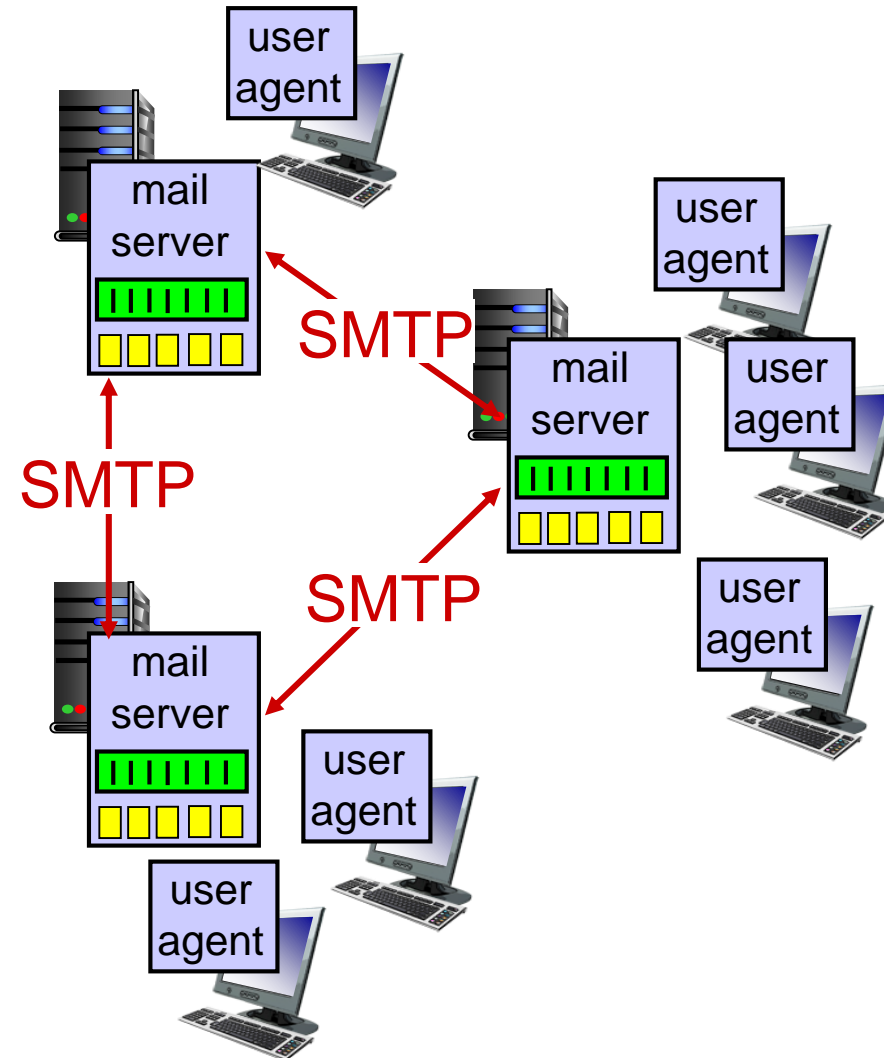 user
agent
mail
server
user
agent
SMTP
mail
server
user
agent
SMTP
SMTP
user
agent
mail
server
user
agent
user
agent